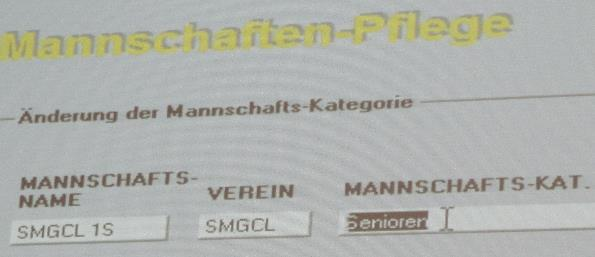 Mannschaften-Pflege
Änderung der Mannschafts-Kategorie
MANNSCHAFTS-
NAME
VEREIN
MANNSCHAFTS-KAT.
SMGCL 1S
SMGCL
Senioren